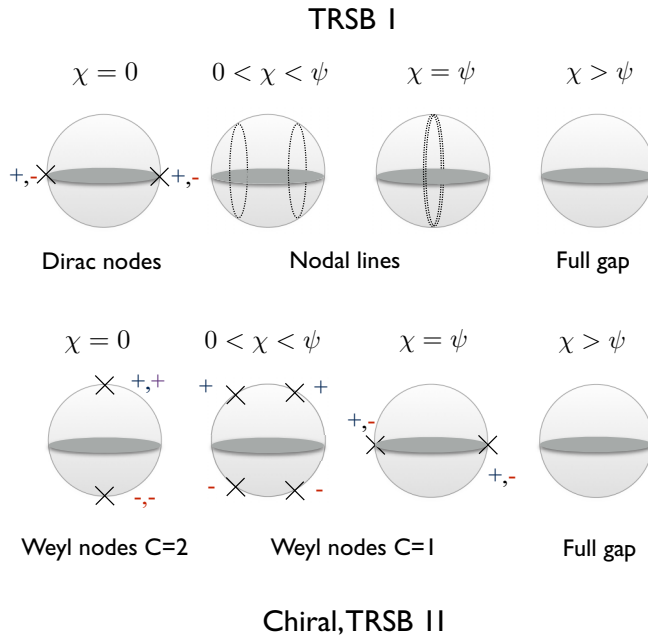 TRSB I
χ = 0 0 < χ < ψ χ = ψ χ > ψ
+,- +,-
Dirac nodes Nodal lines Full gap
χ = 0 0 < χ < ψ χ = ψ χ > ψ
+,+ + +
+,-
+,-
-,- - -
Weyl nodes C=2 Weyl nodes C=1 Full gap
Chiral, TRSB II